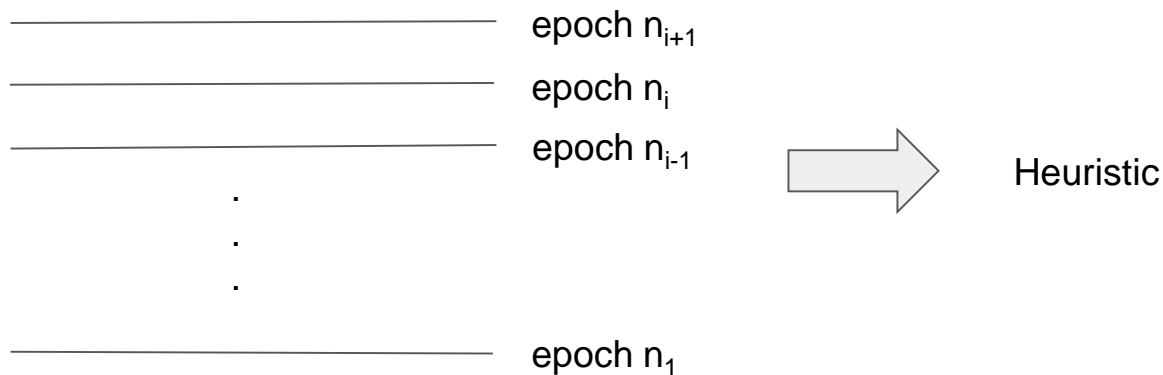 epoch n_{i+1}
epoch n_i
epoch n_{i-1}
Heuristic
.
.
.
epoch n_1